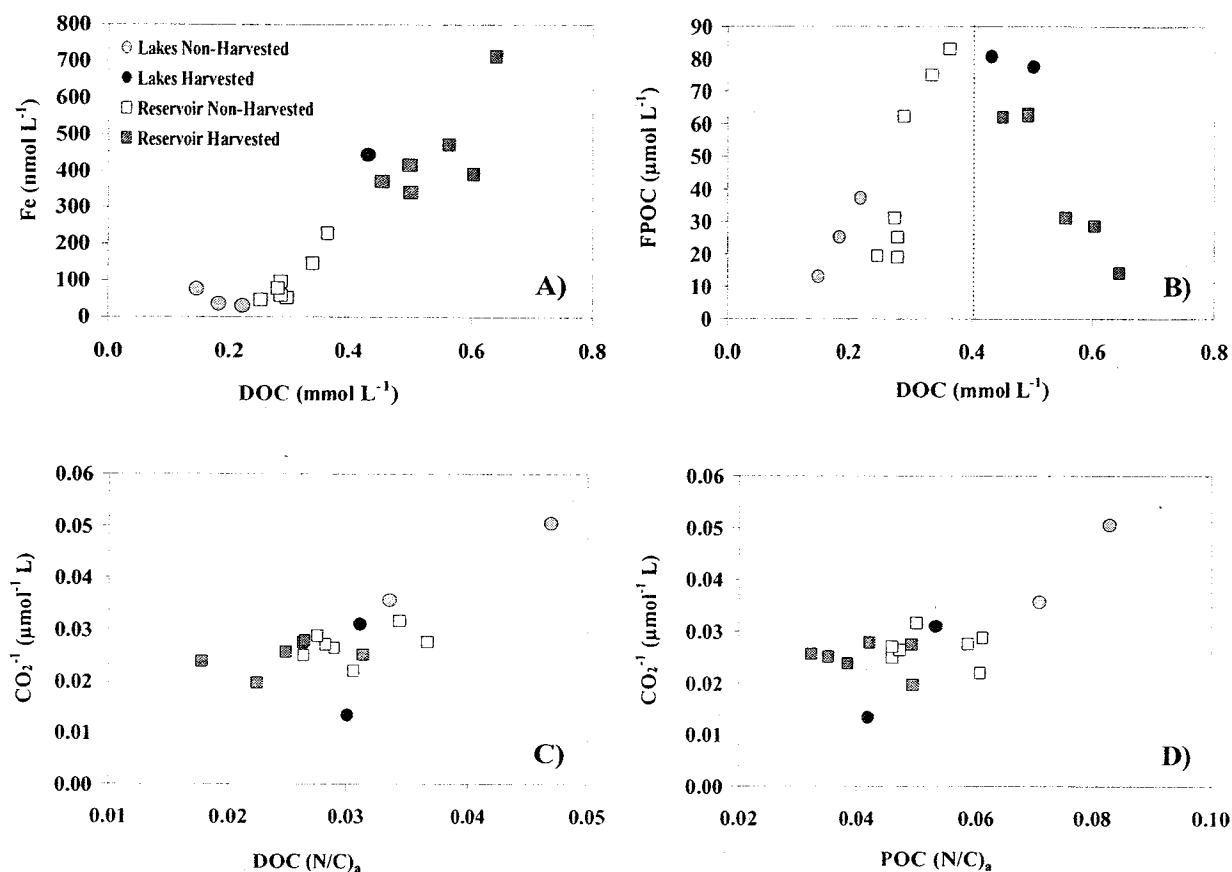 800
700
600
500
400
300
200
100
0
Fe (nmol L⁻¹)
Lakes Non-Harvested
Lakes Harvested
Reservoir Non-Harvested
Reservoir Harvested
A)
0.0 0.2 0.4 0.6 0.8
DOC (mmol L⁻¹)
90
80
70
60
50
40
30
20
10
0
FPOC (µmol L⁻¹)
B)
0.0 0.2 0.4 0.6 0.8
DOC (mmol L⁻¹)
0.06
0.05
0.04
0.03
0.02
0.01
0.00
CO₂⁻¹ (µmol⁻¹ L)
C)
0.01 0.02 0.03 0.04 0.05
DOC (N/C)ₐ
0.06
0.05
0.04
0.03
0.02
0.01
0.00
CO₂⁻¹ (µmol⁻¹ L)
D)
0.02 0.04 0.06 0.08 0.10
POC (N/C)ₐ